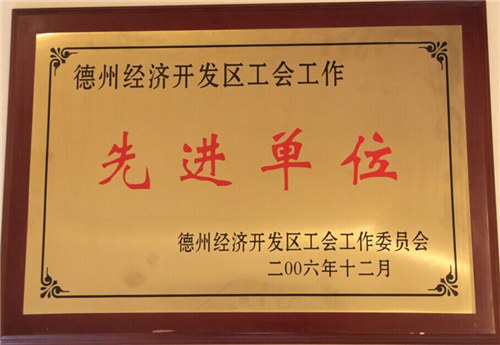 德州经济开发区工会工作
先进单位
德州经济开发区工会工作委员会
二00六年十二月